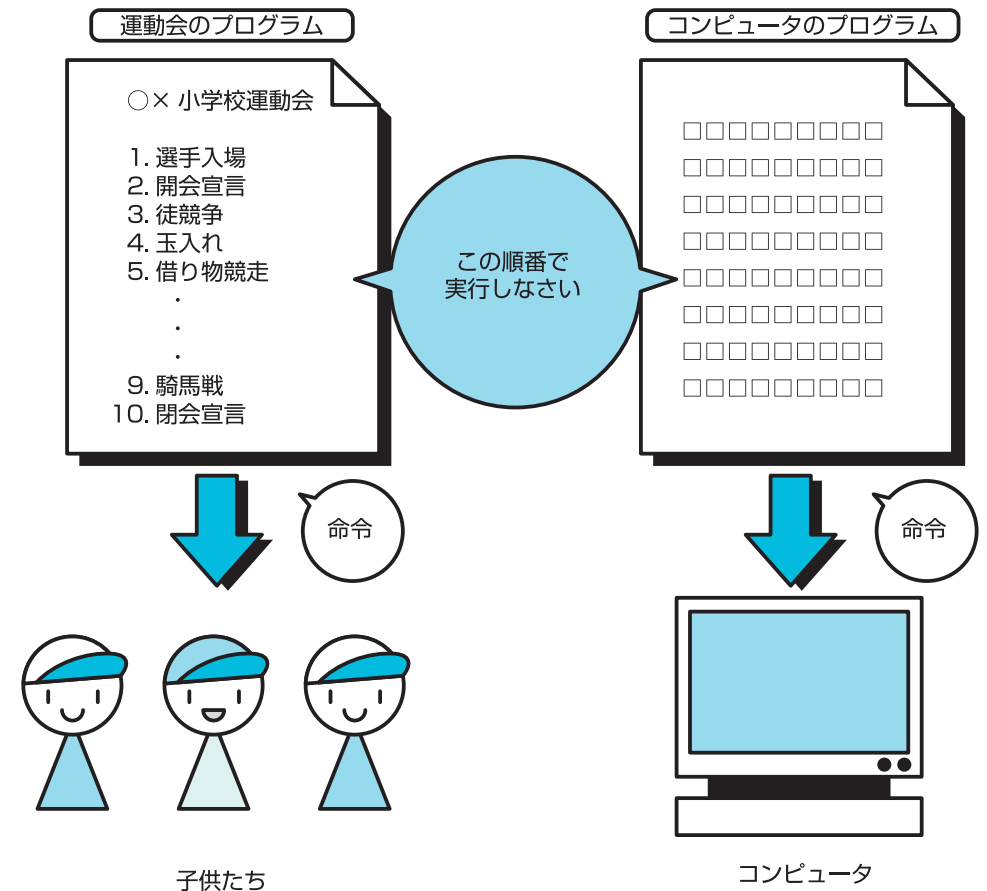 運動会のプログラム
○× 小学校運動会
1. 選手入場
2. 開会宣言
3. 徒競争
4. 玉入れ
5. 借り物競走
・
・
・
9. 騎馬戦
10. 閉会宣言
命令
子供たち
この順番で
実行しなさい
コンピュータのプログラム
□□□□□□□□□
□□□□□□□□□
□□□□□□□□□
□□□□□□□□□
□□□□□□□□□
□□□□□□□□□
□□□□□□□□□
□□□□□□□□□
命令
コンピュータ